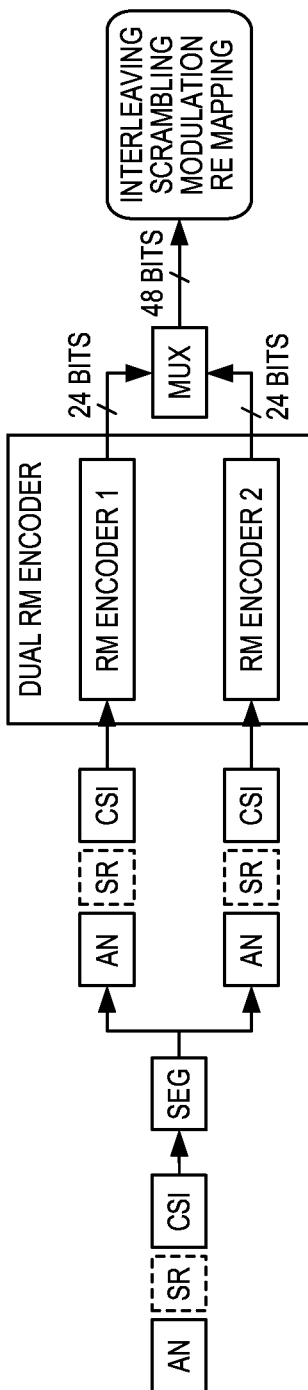 AN
SR
CSI
SEG
AN
SR
CSI
AN
SR
CSI
DUAL RM ENCODER
RM ENCODER 1
RM ENCODER 2
24 BITS
24 BITS
MUX
48 BITS
INTERLEAVING
SCRAMBLING
MODULATION
RE MAPPING